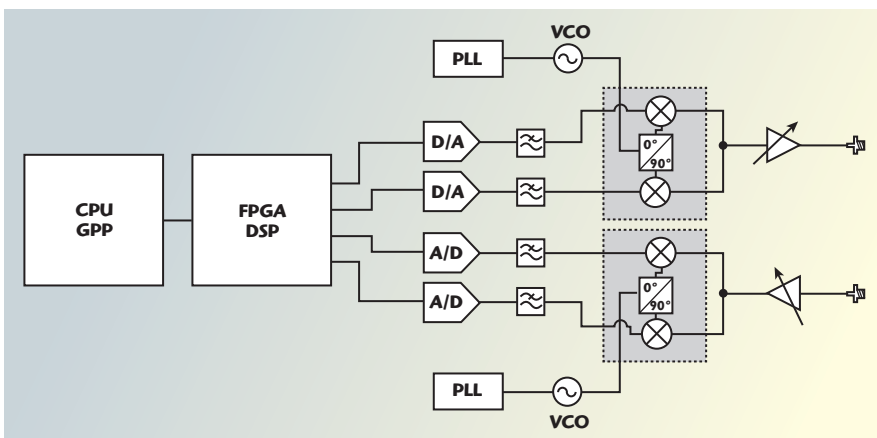 VCO
PLL
D/A
0°
90°
D/A
CPU
GPP
FPGA
DSP
A/D
0°
90°
A/D
PLL
VCO